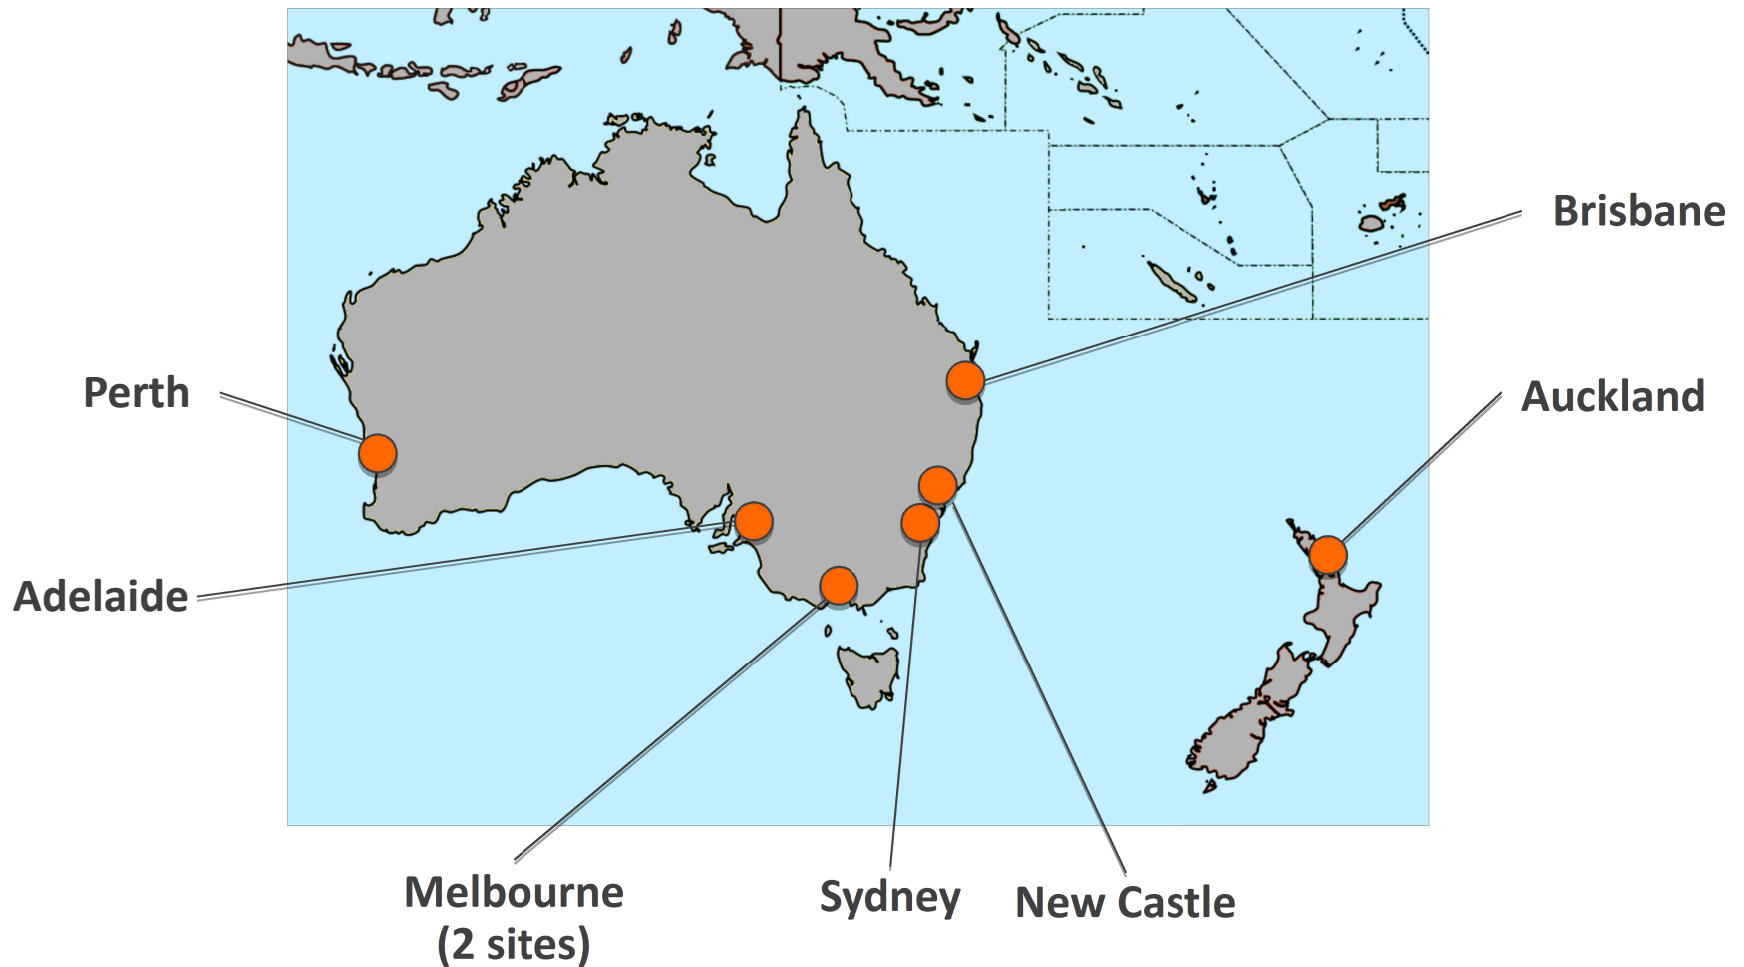 Brisbane
Perth
Auckland
Adelaide
Melbourne
(2 sites)
Sydney
New Castle